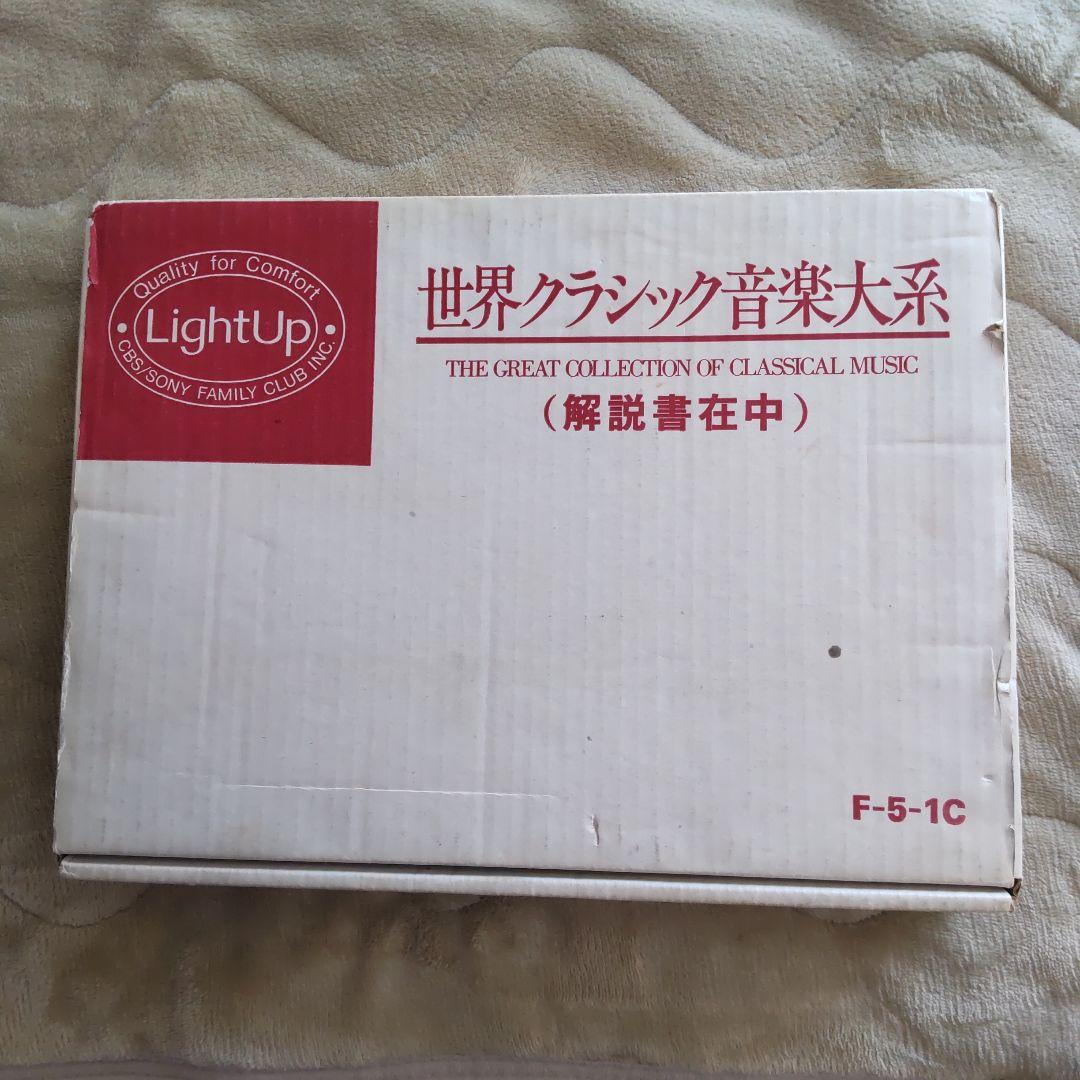 Quality for Comfort
LightUp
CBS/SONY FAMILY CLUB INC.
世界クラシック音楽大系
THE GREAT COLLECTION OF CLASSICAL MUSIC
(解説書在中)
F-5-1C